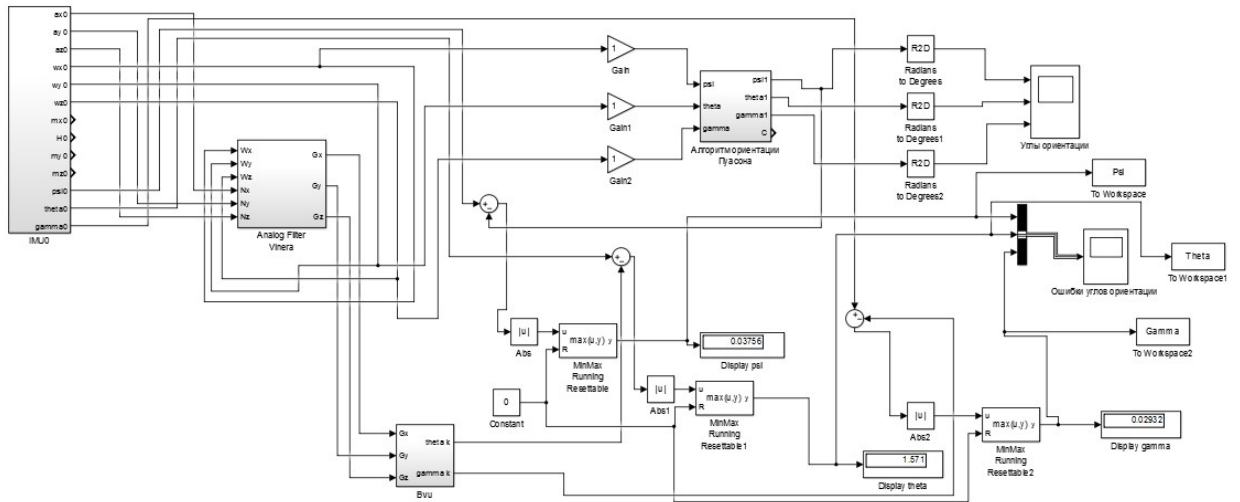 ax0
ay 0
az0
wx0
wy 0
wz0
mx0
H0
my 0
mz0
psi0
theta0
gamma0
IMU0
Wx
Wy
Wz
Nx
Ny
Nz
Gx
Gy
Gz
Analog Filter
Vinera
1
Gain
1
Gain1
1
Gain2
psi
theta
gamma
psi1
theta1
gamma1
C
Алгоритм ориентации
Пуасона
R2D
Radians
to Degrees
R2D
Radians
to Degrees1
R2D
Radians
to Degrees2
Углы ориентации
Psi
To Workspace
Theta
To Workspace1
Ошибки углов ориентации
Gamma
To Workspace2
|u|
Abs
u
R
max(u,y) y
MinMax
Running
Resettable
0.03756
Display psi
0
Constant
|u|
Abs1
u
R
max(u,y) y
MinMax
Running
Resettable1
1.571
Display theta
|u|
Abs2
u
R
max(u,y) y
MinMax
Running
Resettable2
0.02932
Display gamma
Gx
Gy
Gz
theta k
gamma k
Bvu